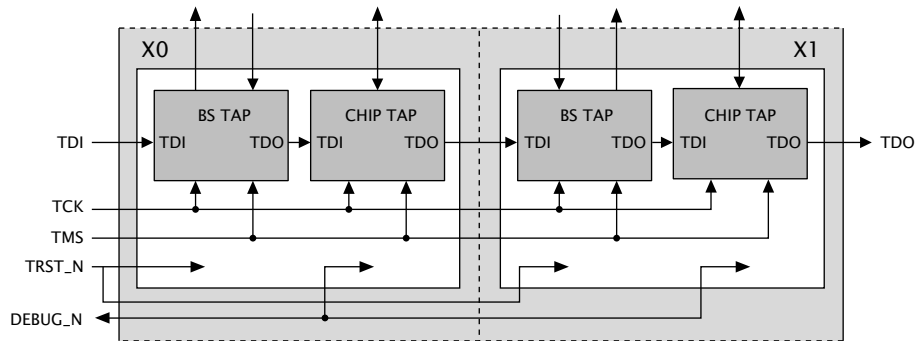 X0
X1
BS TAP
CHIP TAP
BS TAP
CHIP TAP
TDI
TDI
TDO
TDI
TDO
TDI
TDO
TDI
TDO
TDO
TCK
TMS
TRST_N
DEBUG_N